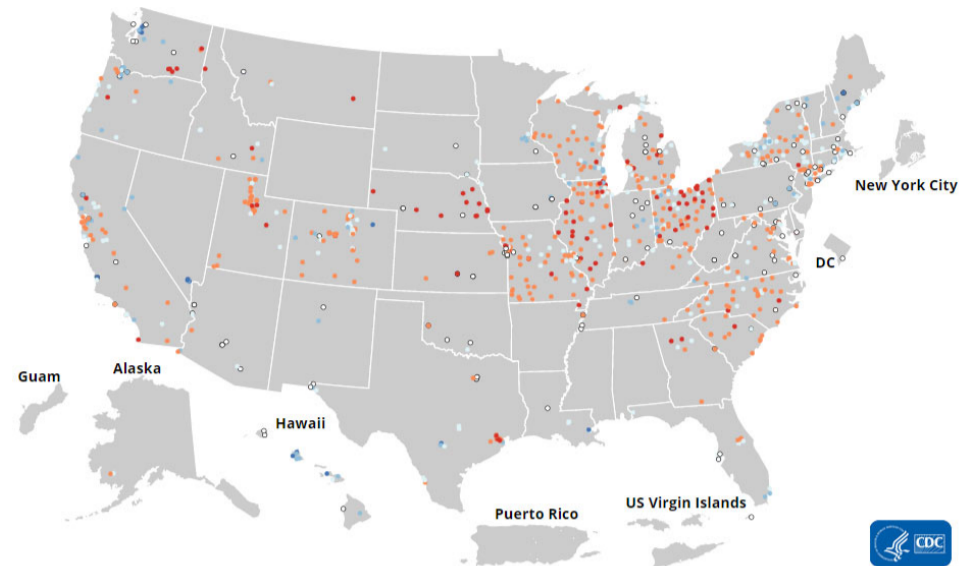 New York City
DC
Guam
Alaska
Hawaii
Puerto Rico
US Virgin Islands
CDC